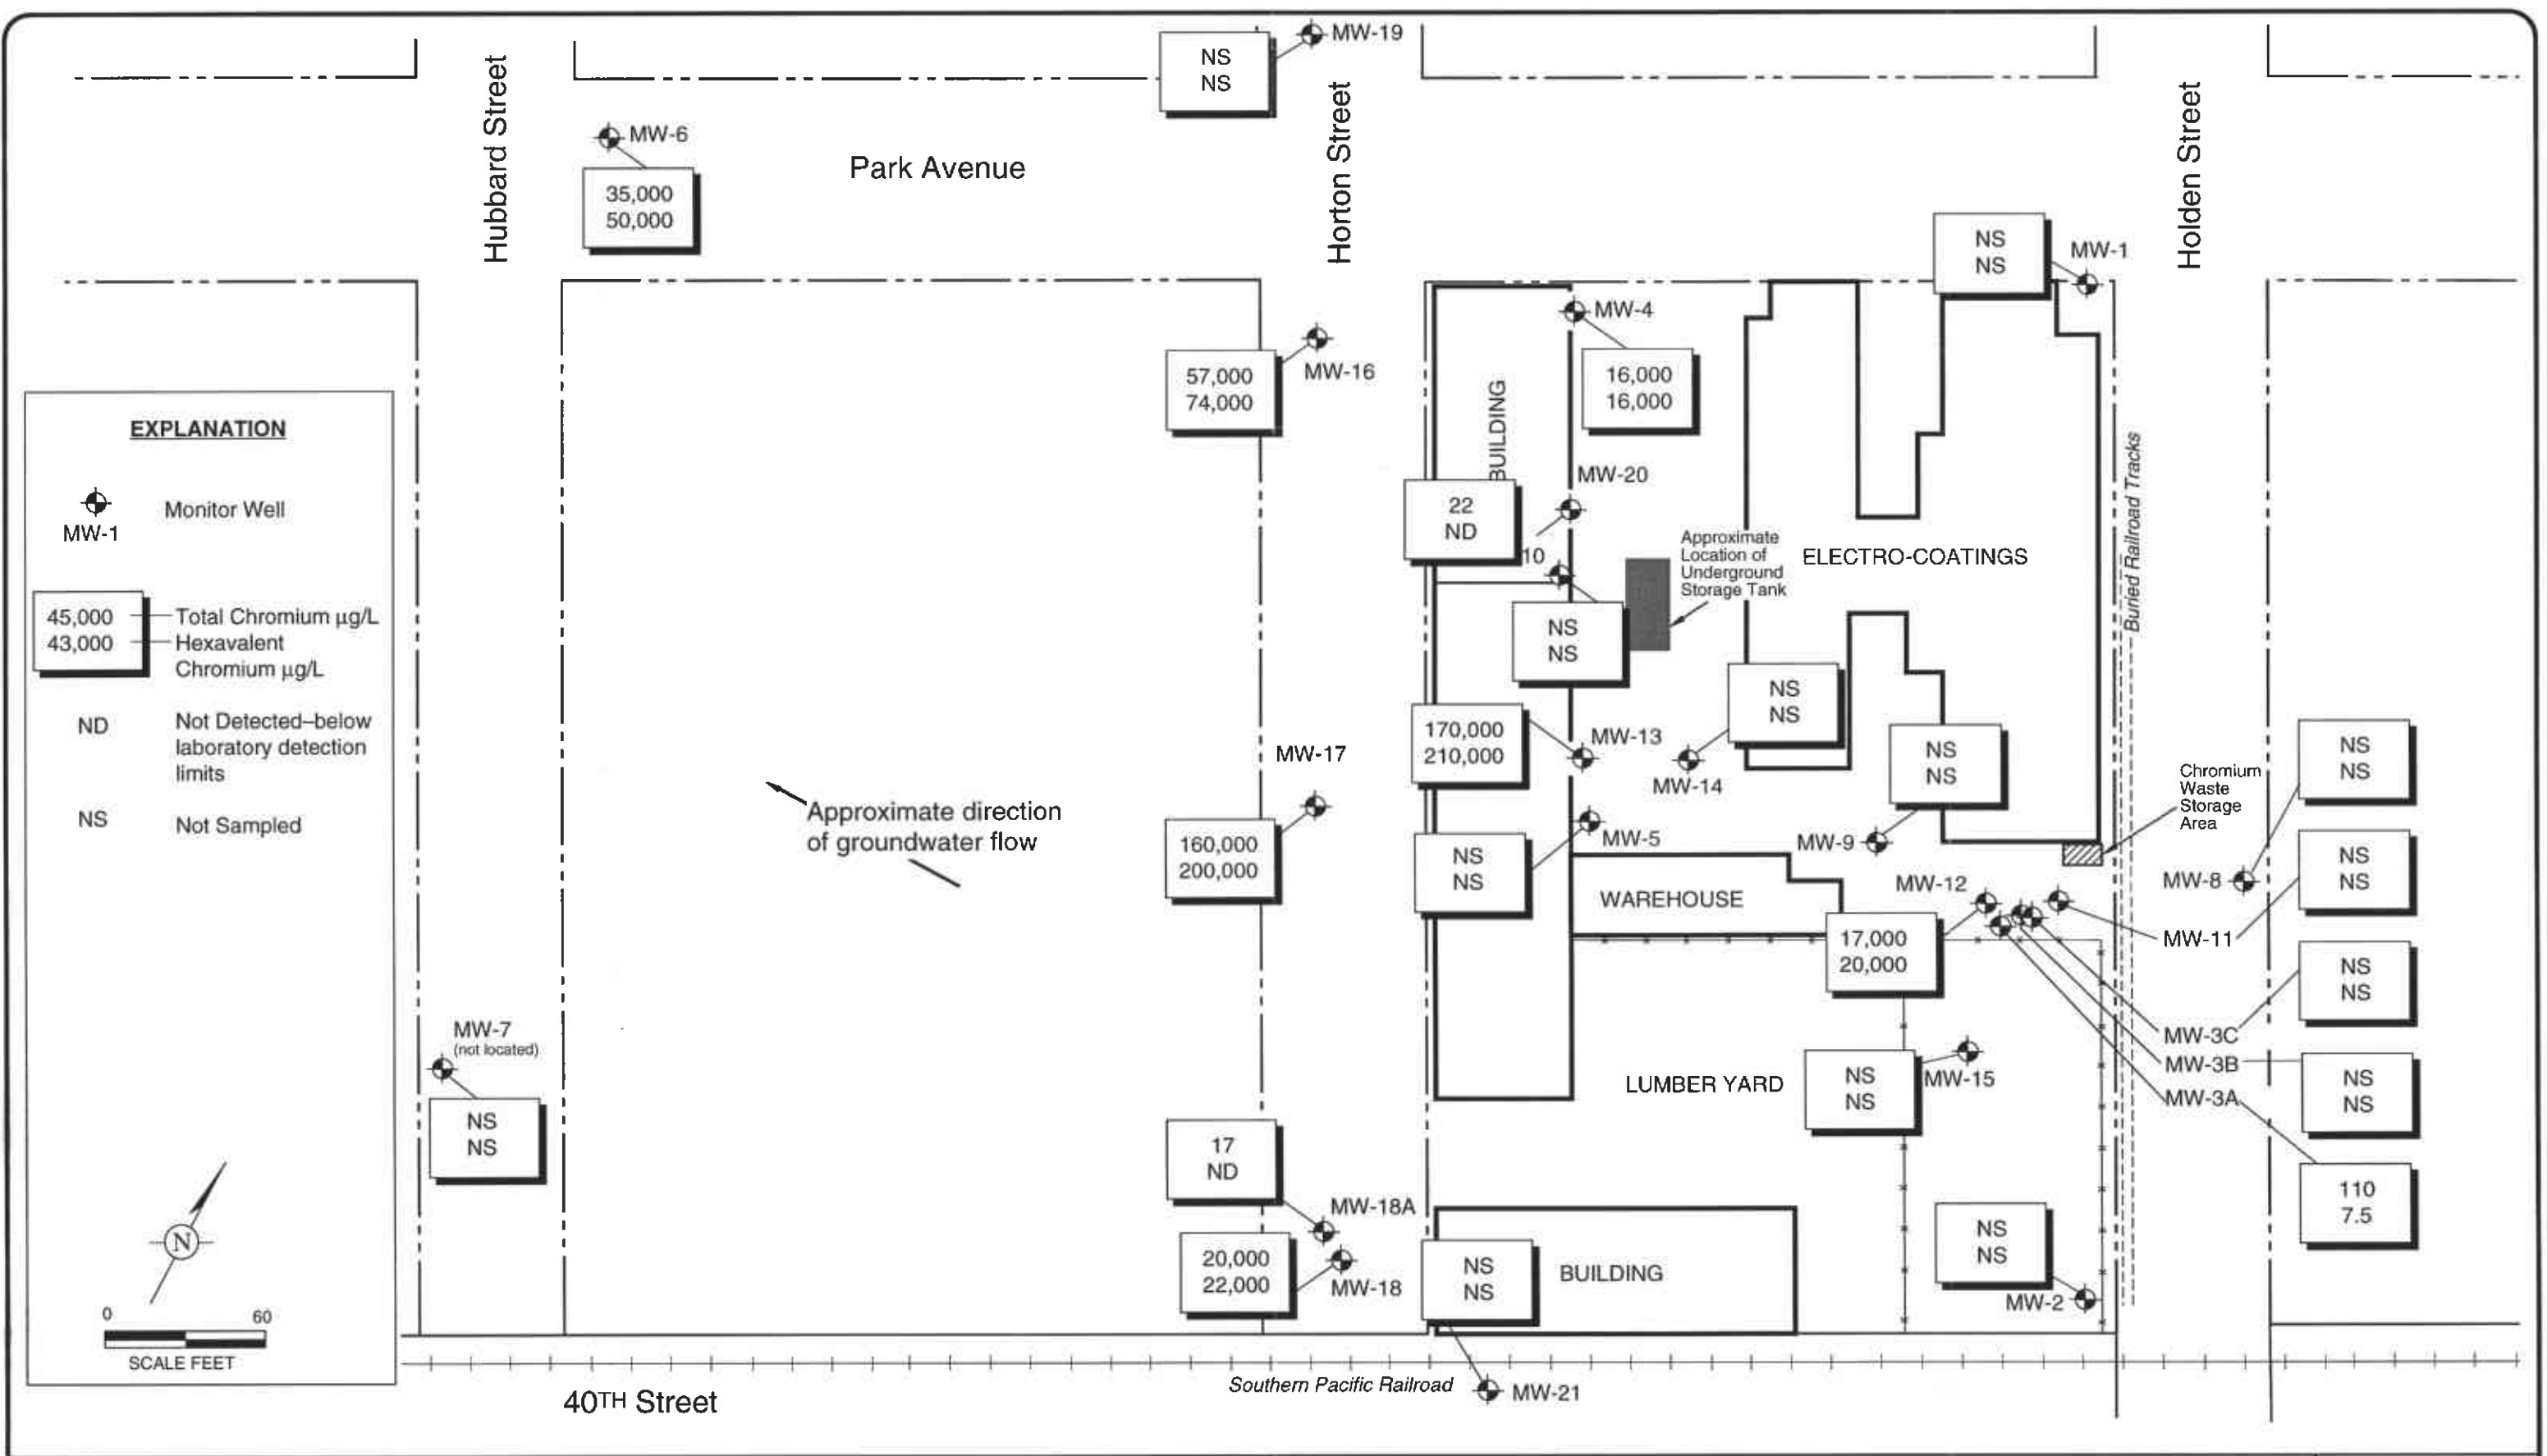 MW-19
NS
NS
Hubbard Street
MW-6
35,000
50,000
Park Avenue
Horton Street
Holden Street
NS
NS
MW-1
MW-4
16,000
16,000
57,000
74,000
MW-16
BUILDING
MW-20
22
ND
10
NS
NS
Approximate
Location of
Underground
Storage Tank
ELECTRO-COATINGS
Buried Railroad Tracks
EXPLANATION
MW-1
Monitor Well
45,000
43,000
Total Chromium µg/L
Hexavalent
Chromium µg/L
ND
Not Detected–below
laboratory detection
limits
NS
Not Sampled
Approximate direction
of groundwater flow
MW-17
160,000
200,000
170,000
210,000
MW-13
NS
NS
MW-14
NS
NS
MW-5
NS
NS
MW-9
Chromium
Waste
Storage
Area
WAREHOUSE
MW-12
17,000
20,000
MW-8
NS
NS
MW-11
NS
NS
MW-3C
NS
NS
MW-3B
NS
NS
MW-3A
110
7.5
MW-7
(not located)
NS
NS
LUMBER YARD
NS
NS
MW-15
17
ND
MW-18A
20,000
22,000
MW-18
NS
NS
BUILDING
NS
NS
MW-2
N
0 60
SCALE FEET
40TH Street
Southern Pacific Railroad
MW-21